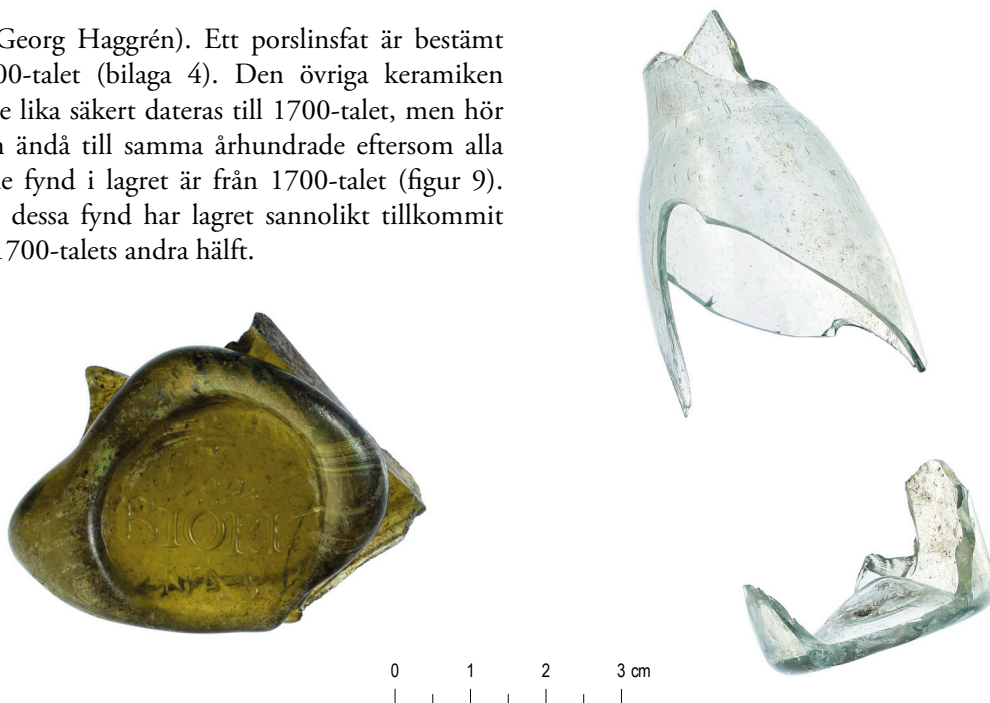 Georg Haggrén). Ett porslinsfat är bestämt
00-talet (bilaga 4). Den övriga keramiken
e lika säkert dateras till 1700-talet, men hör
n ändå till samma århundrade eftersom alla
e fynd i lagret är från 1700-talet (figur 9).
dessa fynd har lagret sannolikt tillkommit
1700-talets andra hälft.
0 1 2 3 cm